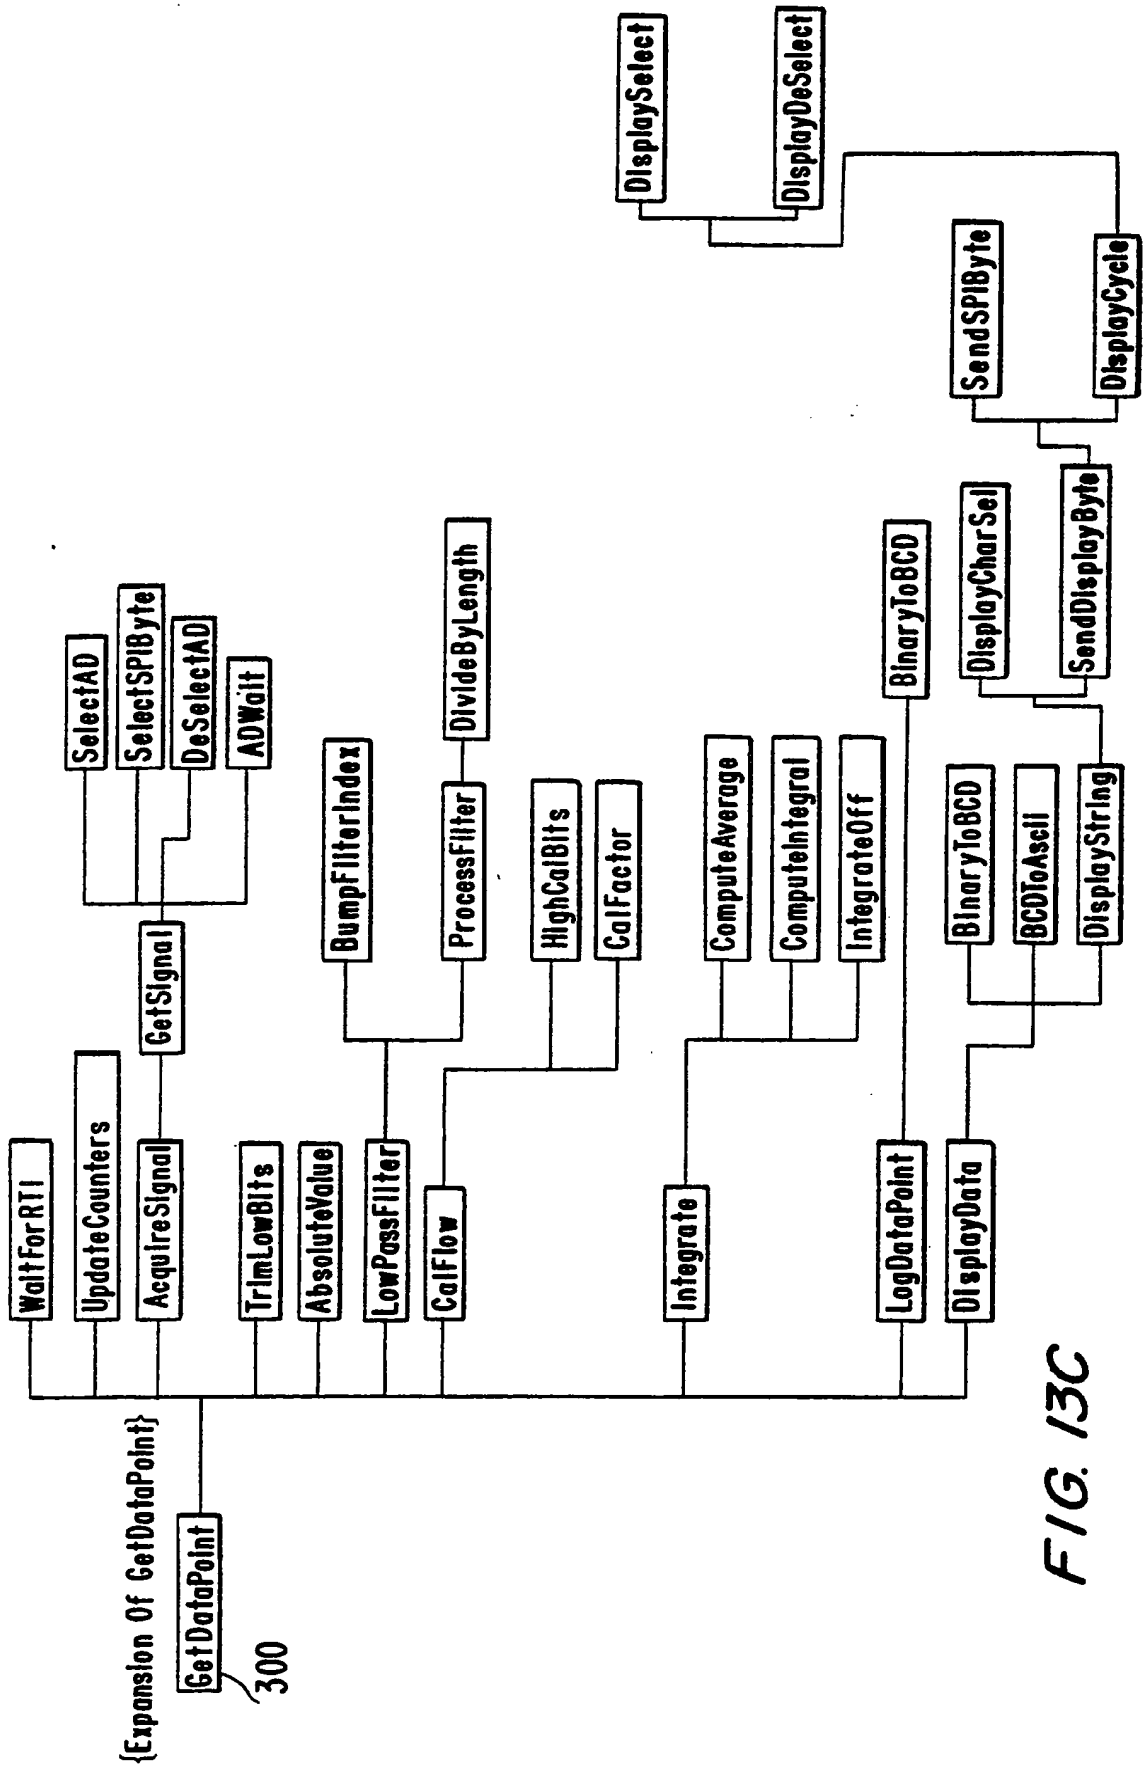 {Expansion Of GetDataPoint}
GetDataPoint
300
WaitForRTI
UpdateCounters
AcquireSignal
GetSignal
SelectAD
SelectSPIByte
DeSelectAD
ADWait
TrimLowBits
AbsoluteValue
LowPassFilter
BumpFilterIndex
ProcessFilter
DivideByLength
CalFlow
HighCalBits
CalFactor
Integrate
ComputeAverage
ComputeIntegral
IntegrateOff
LogDataPoint
BinaryToBCD
DisplayData
BinaryToBCD
BCDToAscii
DisplayString
DisplayCharSel
SendDisplayByte
SendSPIByte
DisplayCycle
DisplaySelect
DisplayDeSelect
FIG. 13C